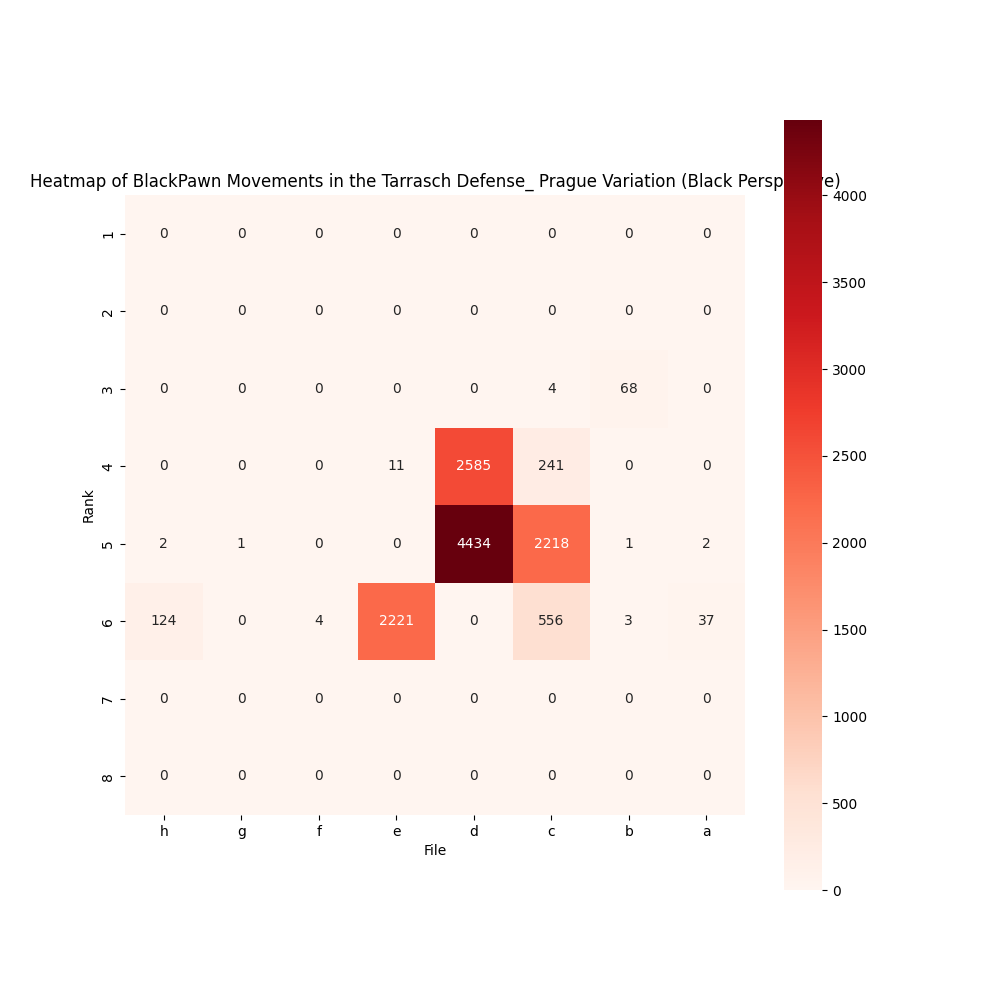 Heatmap of BlackPawn Movements in the Tarrasch Defense_ Prague Variation (Black Perspective)
4000
3500
3000
2500
2000
1500
1000
500
0
Rank
1 0 0 0 0 0 0 0 0
2 0 0 0 0 0 0 0 0
3 0 0 0 0 0 4 68 0
4 0 0 0 11 2585 241 0 0
5 2 1 0 0 4434 2218 1 2
6 124 0 4 2221 0 556 3 37
7 0 0 0 0 0 0 0 0
8 0 0 0 0 0 0 0 0
h g f e d c b a
File